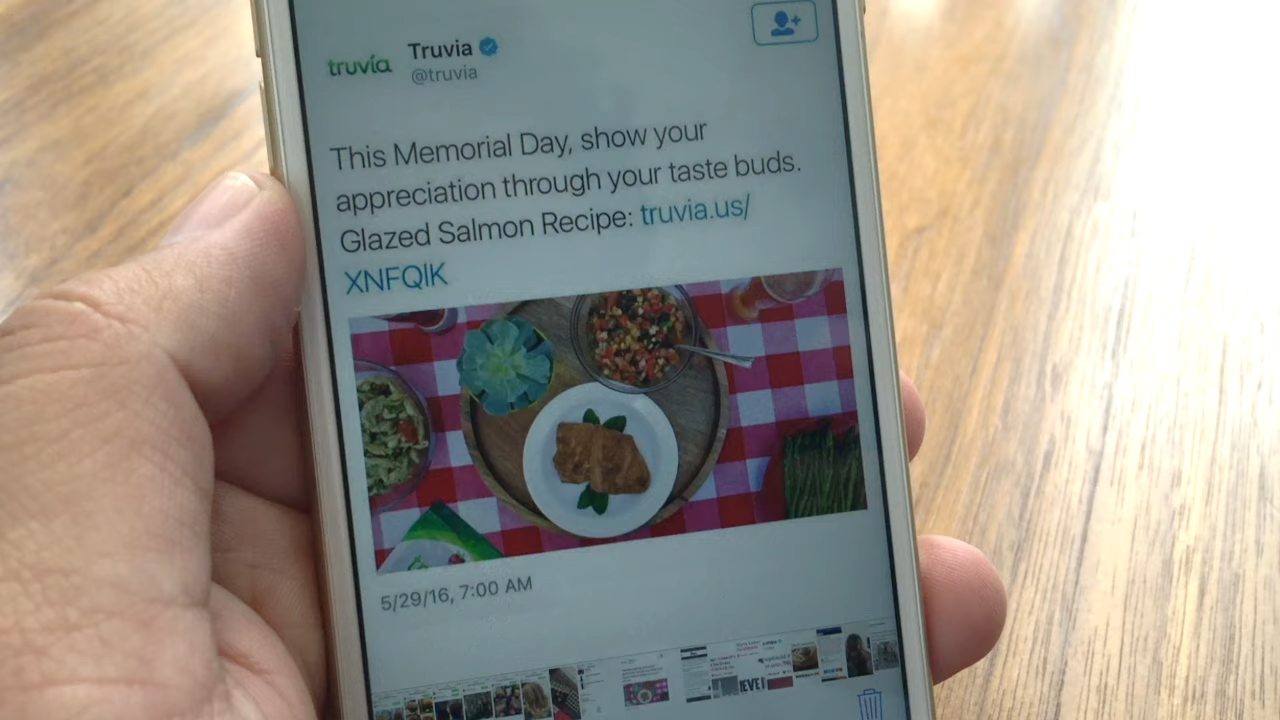 truvía
Truvia
@truvia
This Memorial Day, show your
appreciation through your taste buds.
Glazed Salmon Recipe: truvia.us/
XNFQlK
5/29/16, 7:00 AM